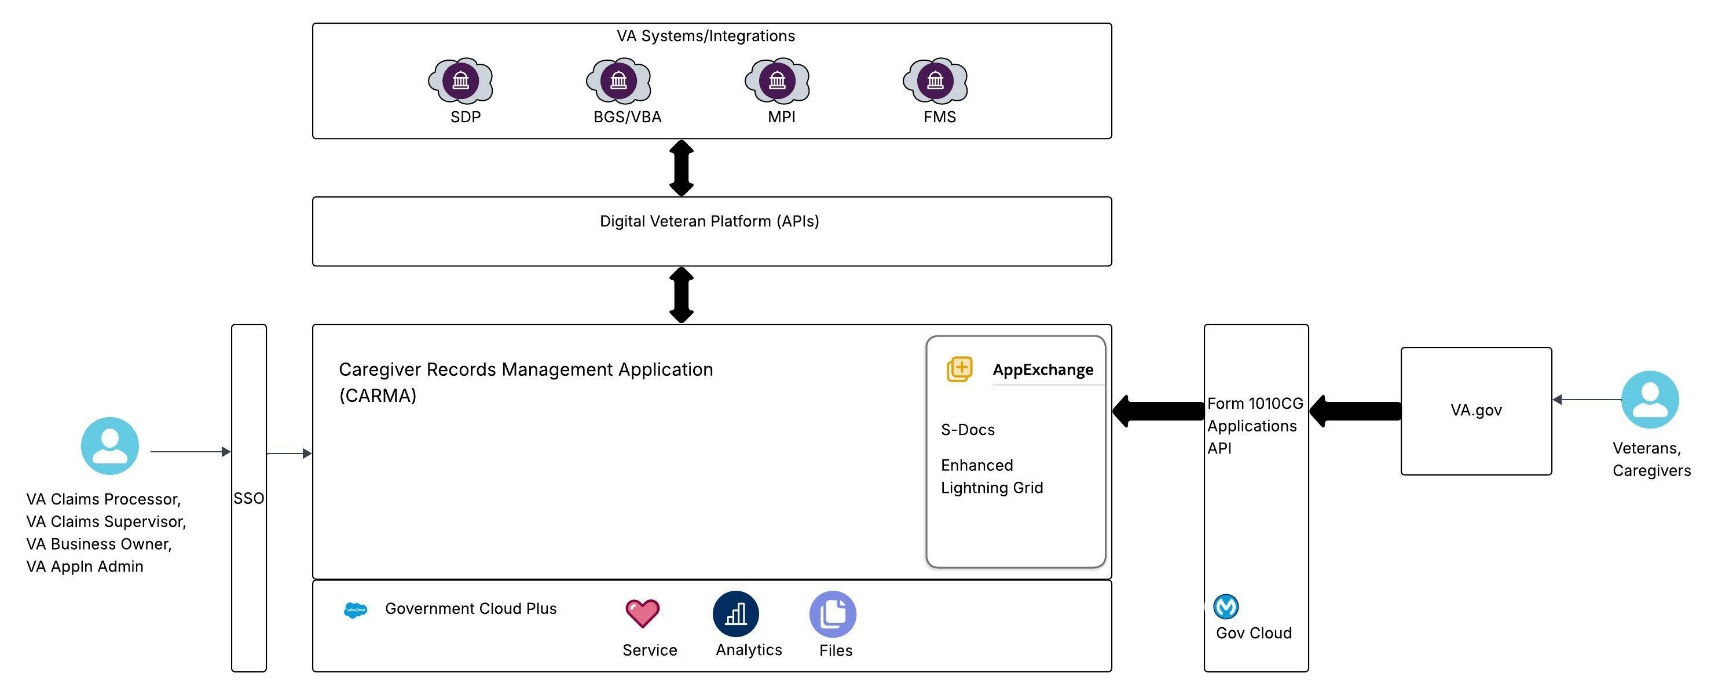 VA Systems/Integrations
SDP
BGS/VBA
MPI
FMS
Digital Veteran Platform (APIs)
Caregiver Records Management Application
(CARMA)
AppExchange
S-Docs
Enhanced
Lightning Grid
SSO
VA Claims Processor,
VA Claims Supervisor,
VA Business Owner,
VA AppIn Admin
Form 1010CG
Applications
API
VA.gov
Veterans,
Caregivers
Government Cloud Plus
Service
Analytics
Files
Gov Cloud